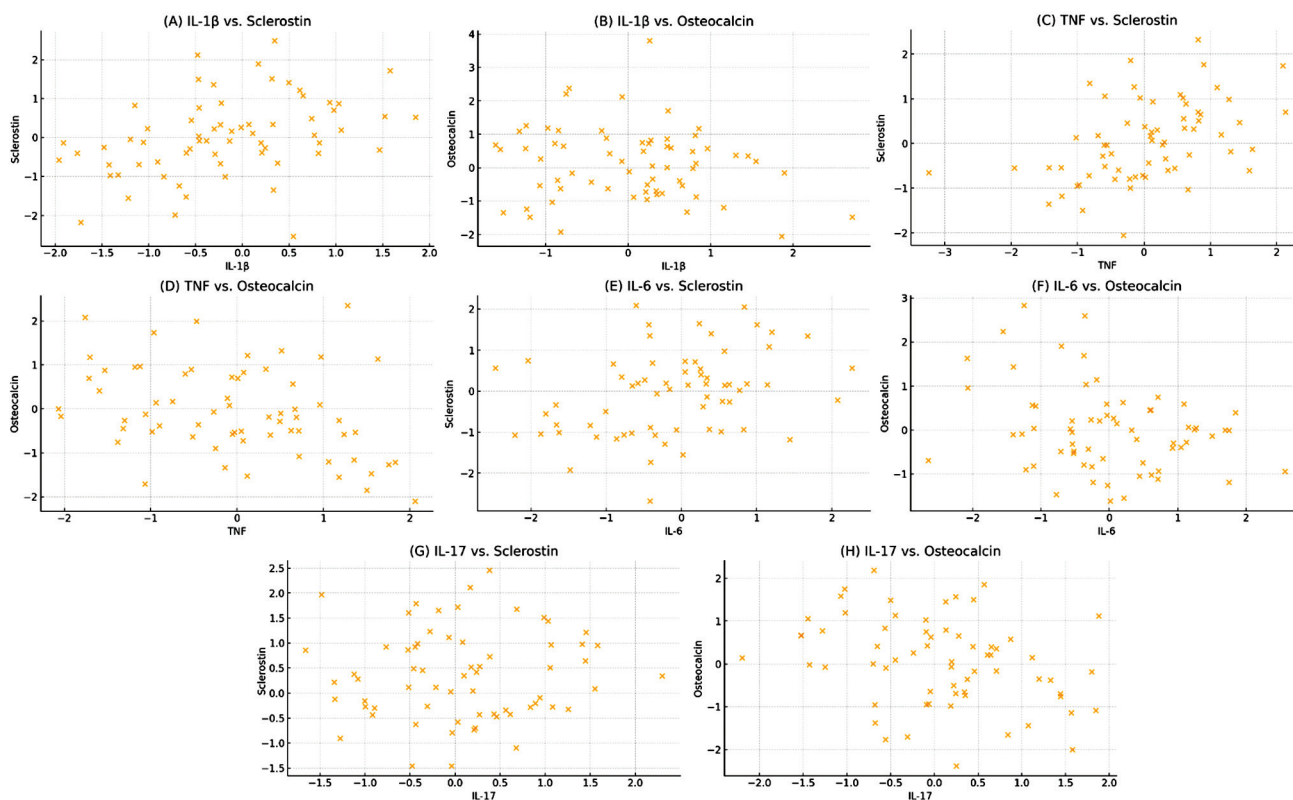 (A) IL-1β vs. Sclerostin
Sclerostin
2
1
0
−1
−2
−2.0 −1.5 −1.0 −0.5 0.0 0.5 1.0 1.5 2.0
IL-1β
(B) IL-1β vs. Osteocalcin
Osteocalcin
4
3
2
1
0
−1
−2
−1 0 1 2
IL-1β
(C) TNF vs. Sclerostin
Sclerostin
2
1
0
−1
−2
−3 −2 −1 0 1 2
TNF
(D) TNF vs. Osteocalcin
Osteocalcin
2
1
0
−1
−2
−2 −1 0 1 2
TNF
(E) IL-6 vs. Sclerostin
Sclerostin
2
1
0
−1
−2
−2 −1 0 1 2
IL-6
(F) IL-6 vs. Osteocalcin
Osteocalcin
3
2
1
0
−1
−2 −1 0 1 2
IL-6
(G) IL-17 vs. Sclerostin
Sclerostin
2.5
2.0
1.5
1.0
0.5
0.0
−0.5
−1.0
−1.5
−1.5 −1.0 −0.5 0.0 0.5 1.0 1.5 2.0
IL-17
(H) IL-17 vs. Osteocalcin
Osteocalcin
2
1
0
−1
−2
−2.0 −1.5 −1.0 −0.5 0.0 0.5 1.0 1.5 2.0
IL-17